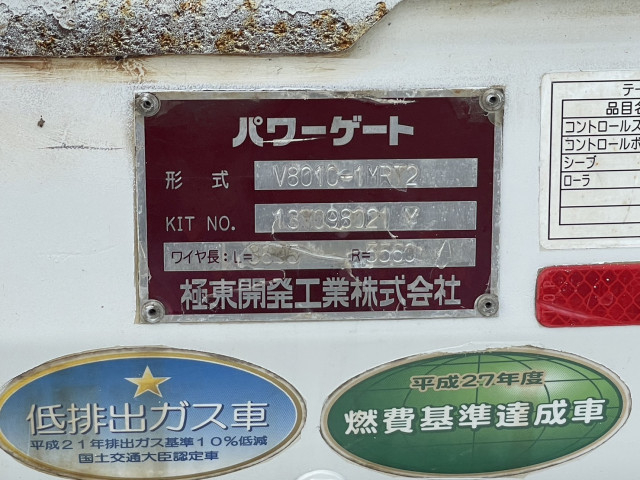 パワーゲート
形式
KIT NO.
ワイヤ長: L= R=
極東開発工業株式会社
品目名
コントロールス
コントロールボ
シーブ
ローラ
低排出ガス車
平成21年排出ガス基準10%低減
国土交通大臣認定車
平成27年度
燃費基準達成車